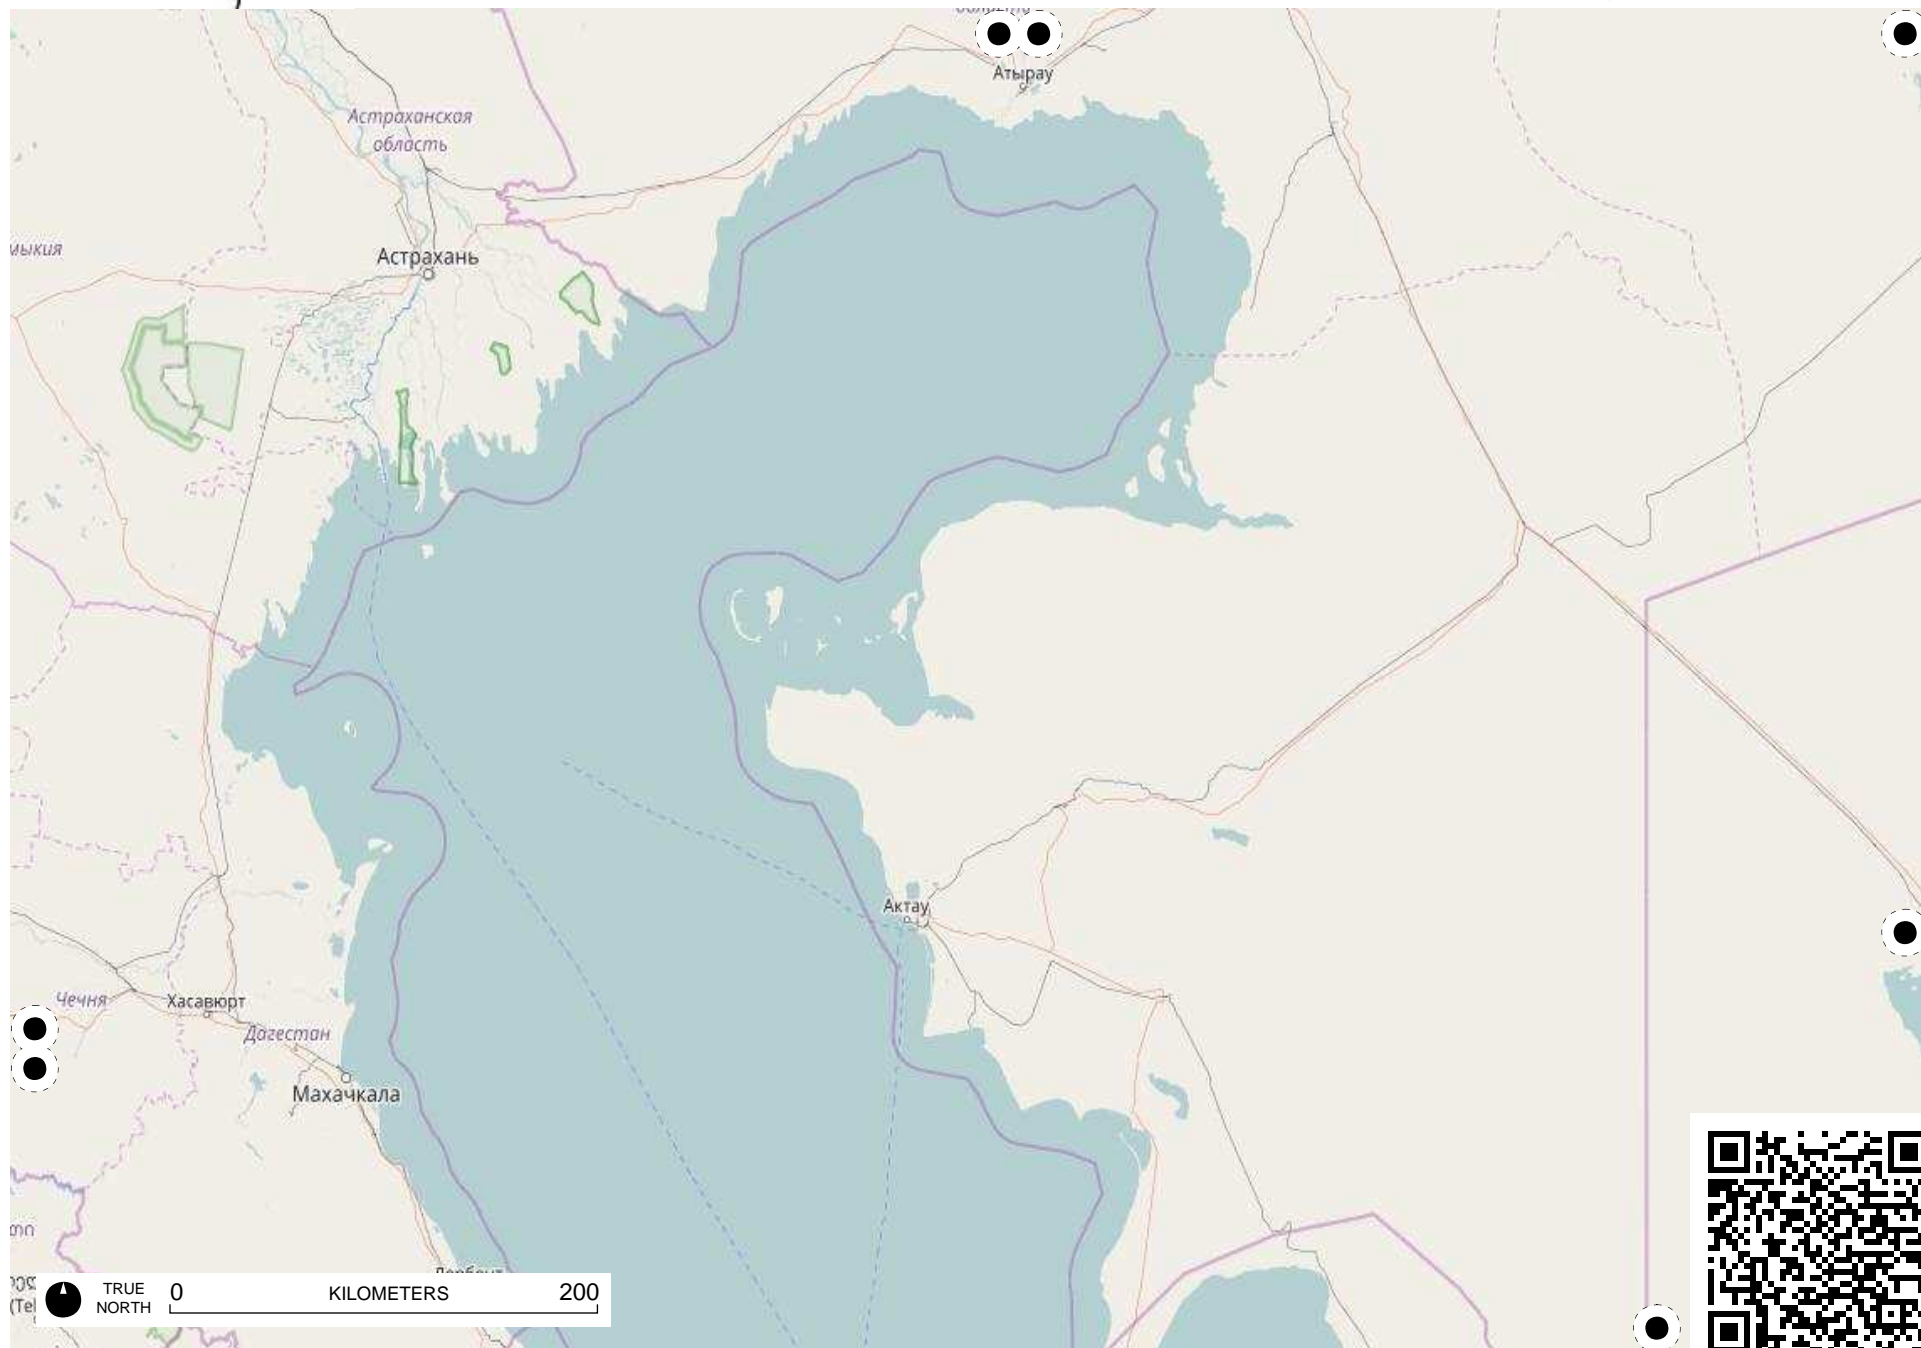 Атырау
Астраханская
область
Астрахань
Актау
Чечня
Хасавюрт
Дагестан
Махачкала
TRUE
NORTH
0
KILOMETERS
200